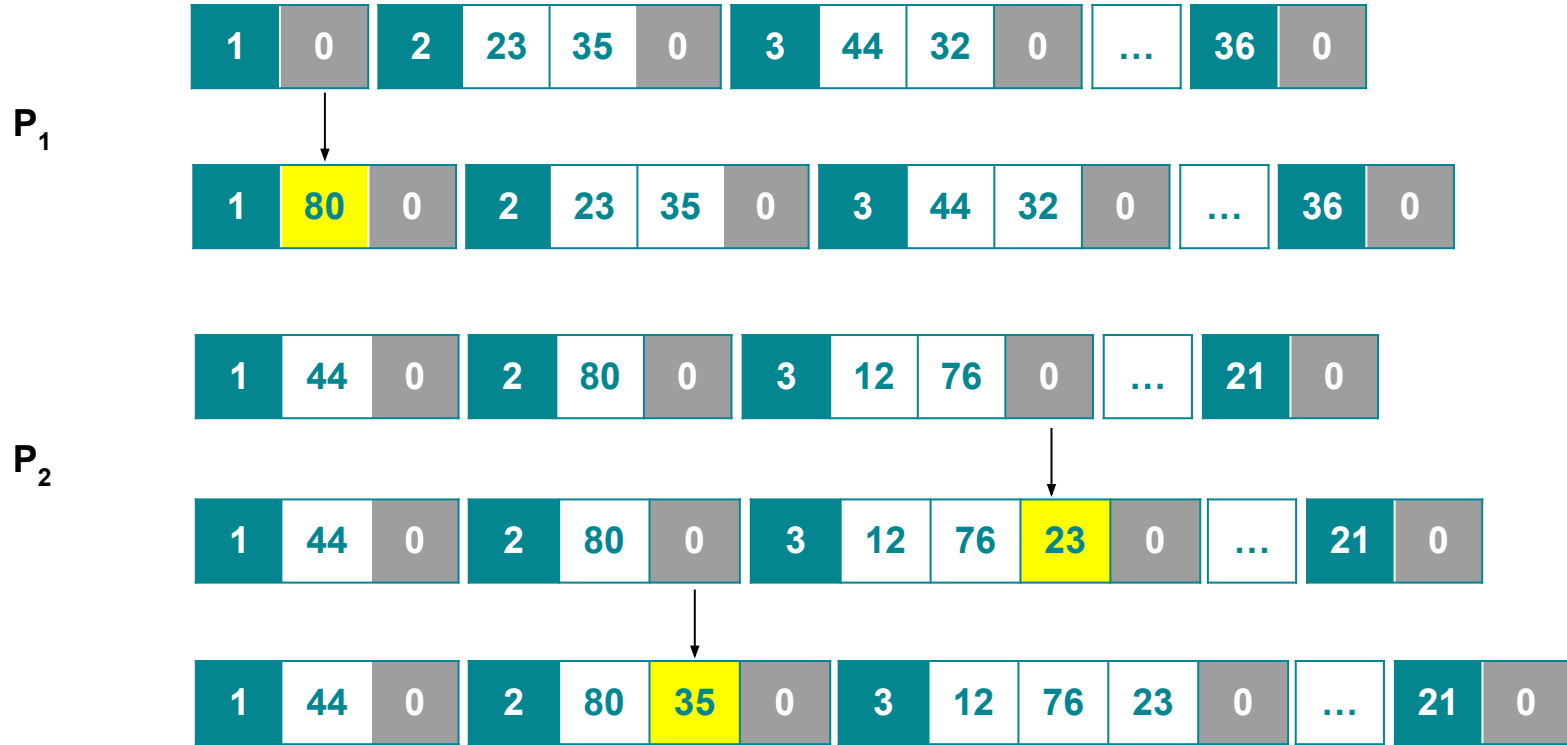 1 0 2 23 35 0 3 44 32 0 … 36 0
P₁
1 80 0 2 23 35 0 3 44 32 0 … 36 0
1 44 0 2 80 0 3 12 76 0 … 21 0
P₂
1 44 0 2 80 0 3 12 76 23 0 … 21 0
1 44 0 2 80 35 0 3 12 76 23 0 … 21 0